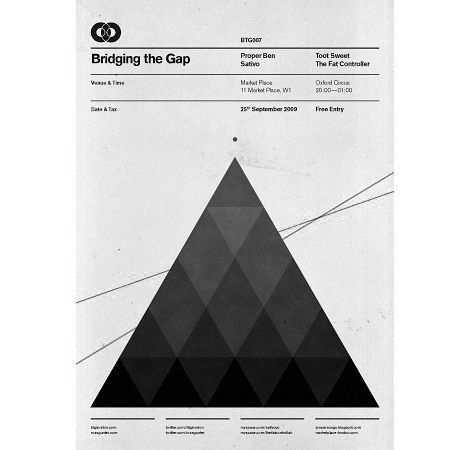 BTG007
Bridging the Gap
Proper Ben
Sativo
Toot Sweet
The Fat Controller
Venue & Time
Market Place
11 Market Place, W1
Oxford Circus
20:00—01:00
Date & Tax
25th September 2009
Free Entry